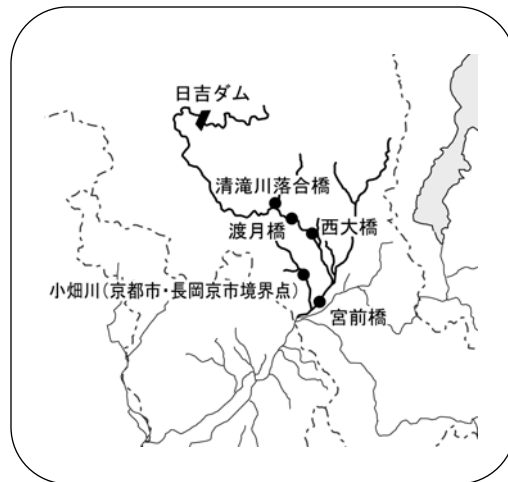 日吉ダム
清滝川落合橋
渡月橋
西大橋
小畑川(京都市・長岡京市境界点)
宮前橋